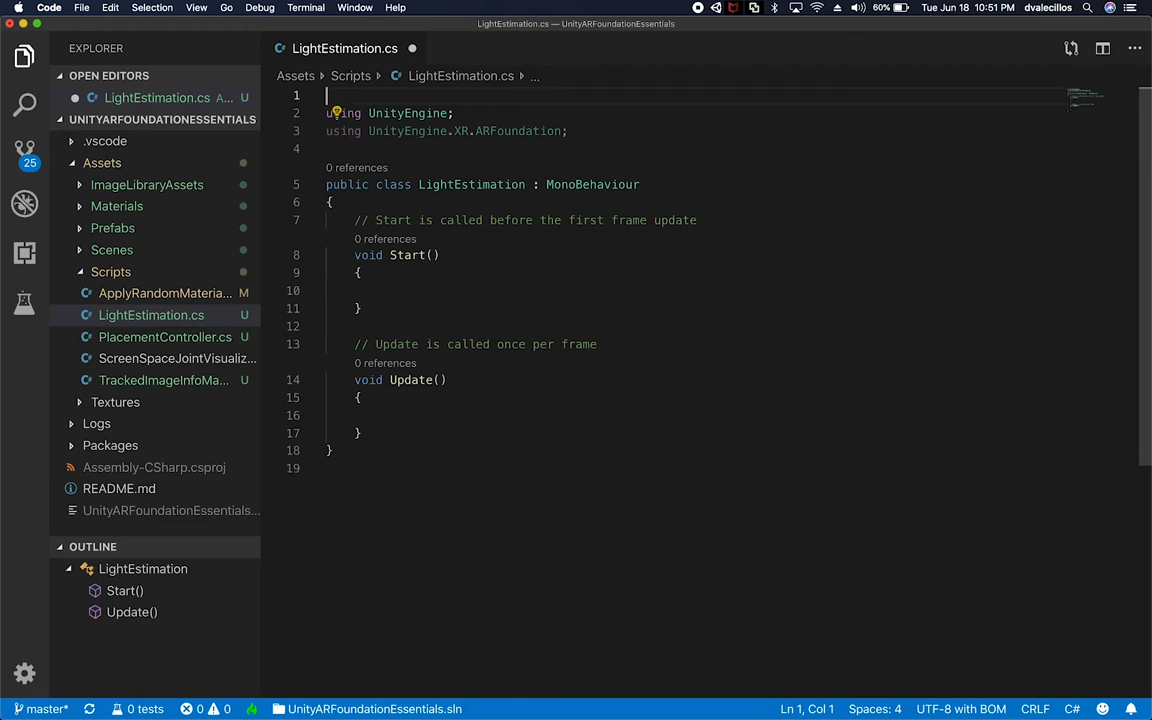 Code File Edit Selection View Go Debug Terminal Window Help 60% Tue Jun 18 10:51 PM dvalecillos
LightEstimation.cs — UnityARFoundationEssentials
EXPLORER
LightEstimation.cs
OPEN EDITORS
LightEstimation.cs A... U
UNITYARFOUNDATIONESSENTIALS
.vscode
Assets
ImageLibraryAssets
Materials
Prefabs
Scenes
Scripts
ApplyRandomMateria... M
LightEstimation.cs U
PlacementController.cs U
ScreenSpaceJointVisualiz...
TrackedImageInfoMa... U
Textures
Logs
Packages
Assembly-CSharp.csproj
README.md
UnityARFoundationEssentials...
OUTLINE
LightEstimation
Start()
Update()
25
Assets Scripts LightEstimation.cs ...
1
2 using UnityEngine;
3 using UnityEngine.XR.ARFoundation;
4
0 references
5 public class LightEstimation : MonoBehaviour
6 {
7 // Start is called before the first frame update
0 references
8 void Start()
9 {
10
11 }
12
13 // Update is called once per frame
0 references
14 void Update()
15 {
16
17 }
18 }
19
master* 0 tests 0 0 UnityARFoundationEssentials.sln Ln 1, Col 1 Spaces: 4 UTF-8 with BOM CRLF C#